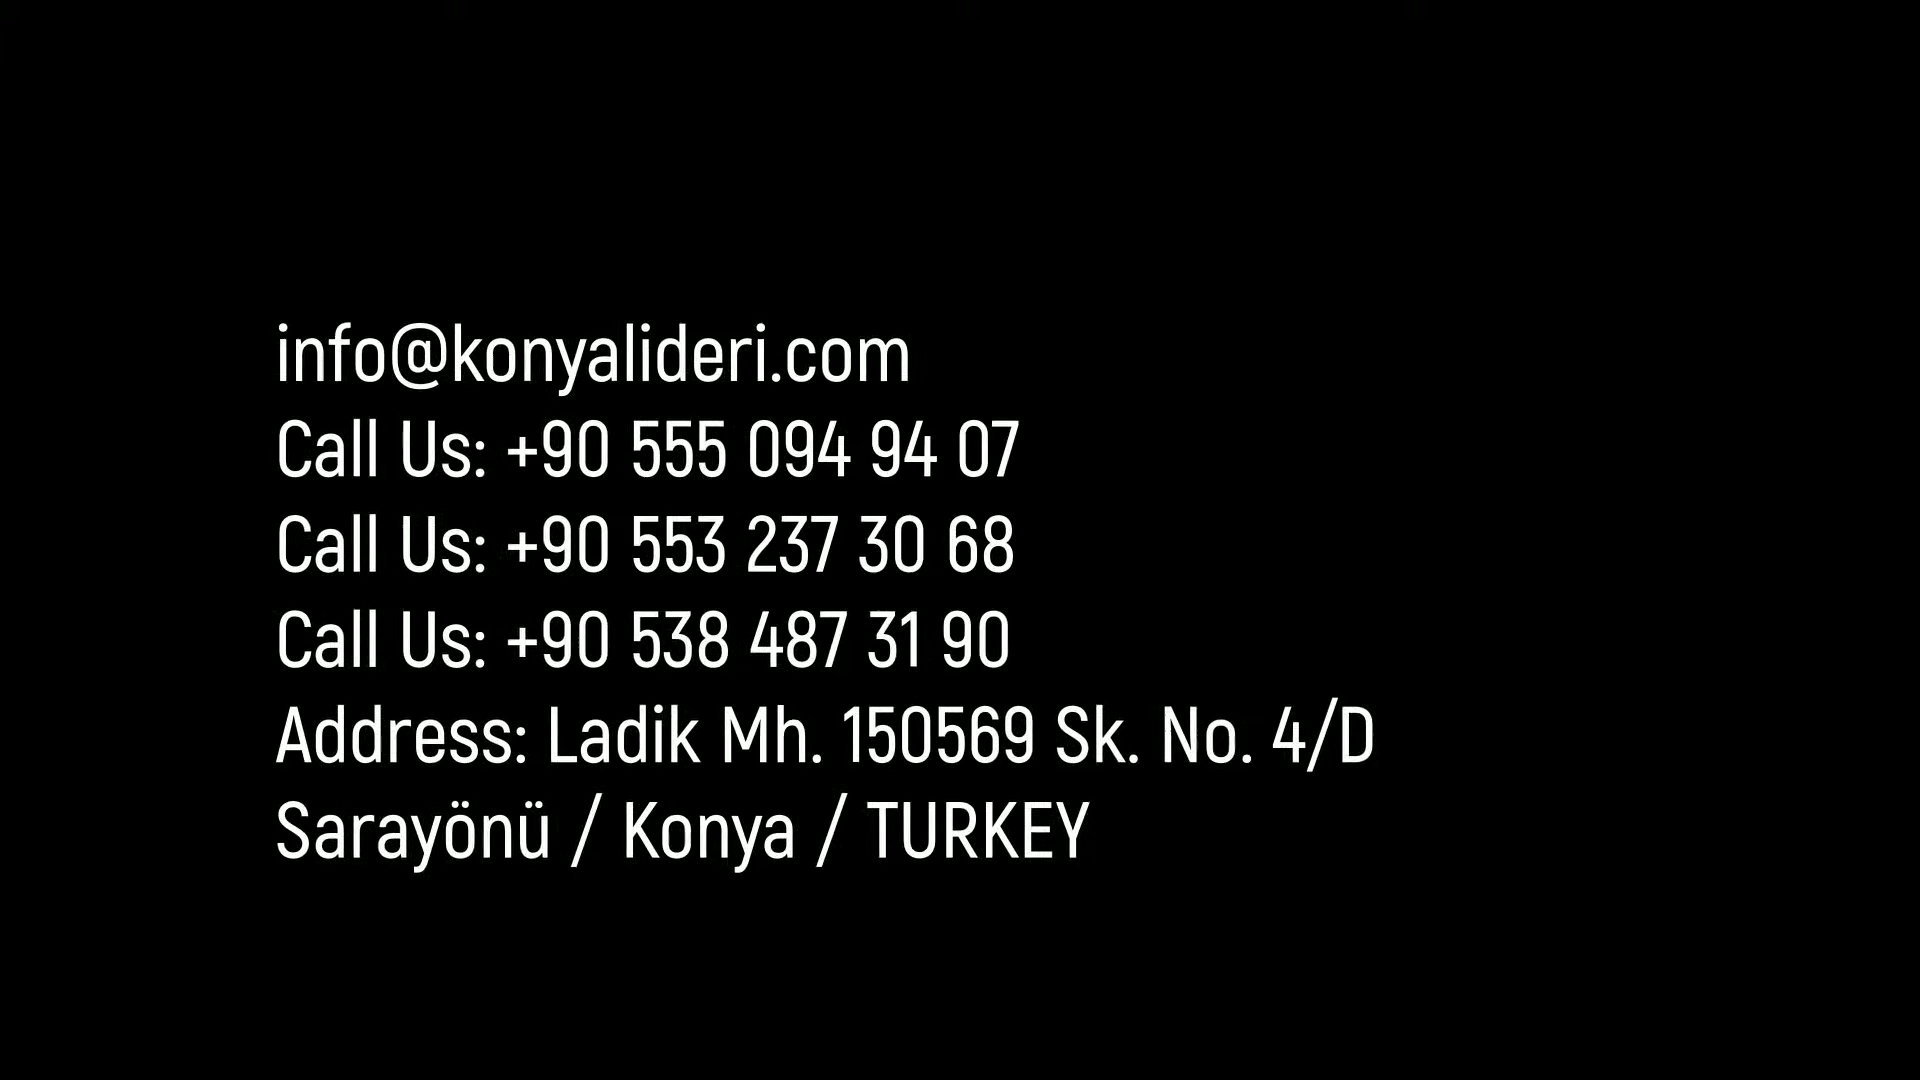 info@konyalideri.com
Call Us: +90 555 094 94 07
Call Us: +90 553 237 30 68
Call Us: +90 538 487 31 90
Address: Ladik Mh. 150569 Sk. No. 4/D
Sarayönü / Konya / TURKEY